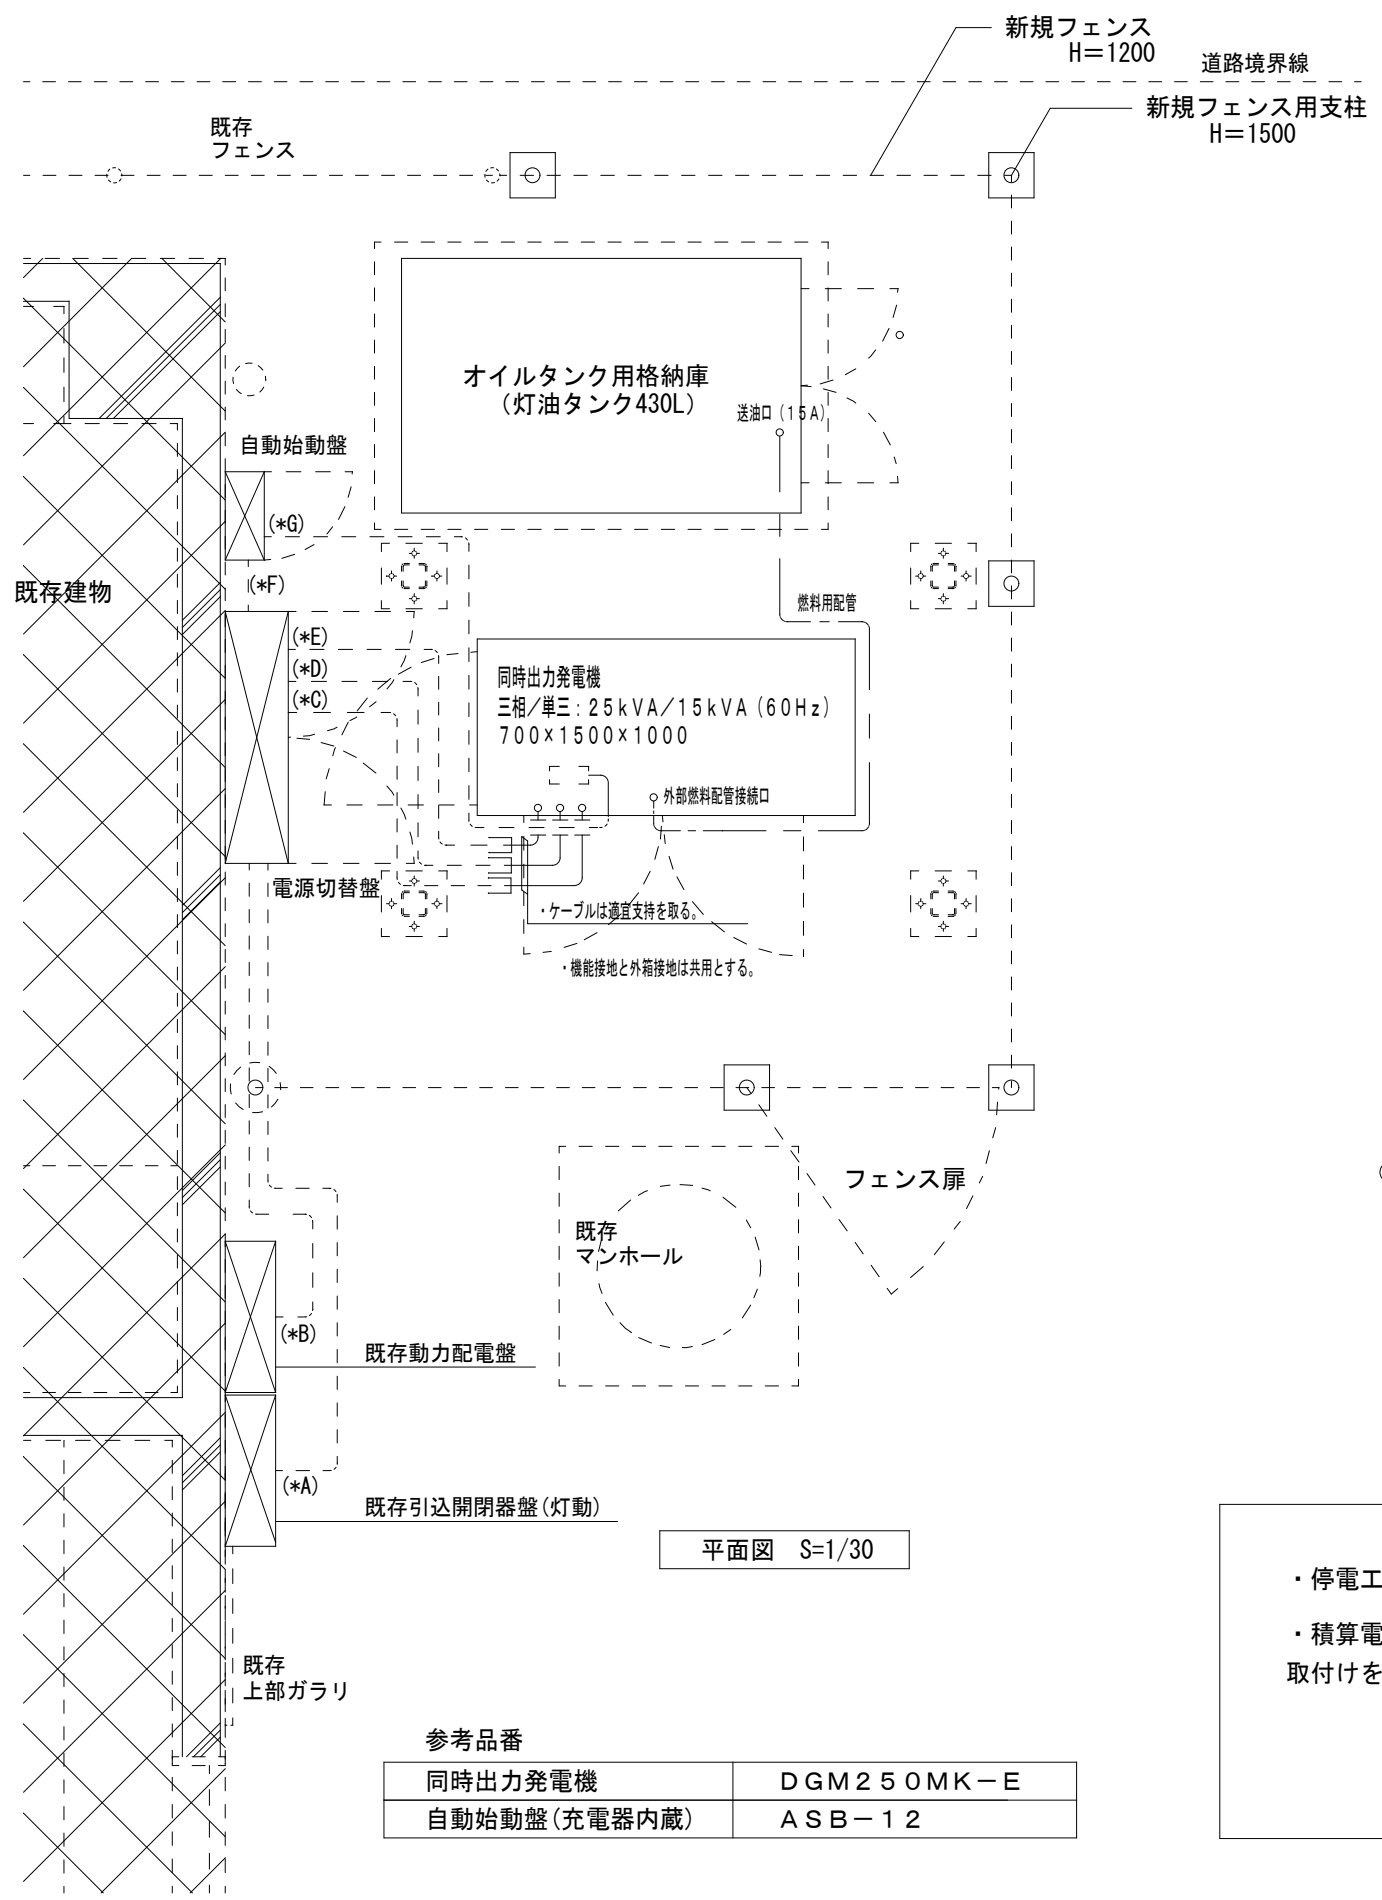 新規フェンス
H＝1200
道路境界線
新規フェンス用支柱
H＝1500
既存
フェンス
オイルタンク用格納庫
（灯油タンク430L）
送油口（１５Ａ）
自動始動盤
(*G)
既存建物
(*F)
燃料用配管
(*E)
(*D)
(*C)
同時出力発電機
三相／単三：２５ｋＶＡ／１５ｋＶＡ（６０Ｈｚ）
７００×１５００×１０００
外部燃料配管接続口
電源切替盤
・ケーブルは適宜支持を取る。
・機能接地と外箱接地は共用とする。
フェンス扉
既存
マンホール
(*B)
既存動力配電盤
(*A)
既存引込開閉器盤(灯動)
平面図　S=1/30
・停電工
・積算電
取付けを
既存
上部ガラリ
参考品番
同時出力発電機　ＤＧＭ２５０ＭＫ－Ｅ
自動始動盤(充電器内蔵)　ＡＳＢ－１２